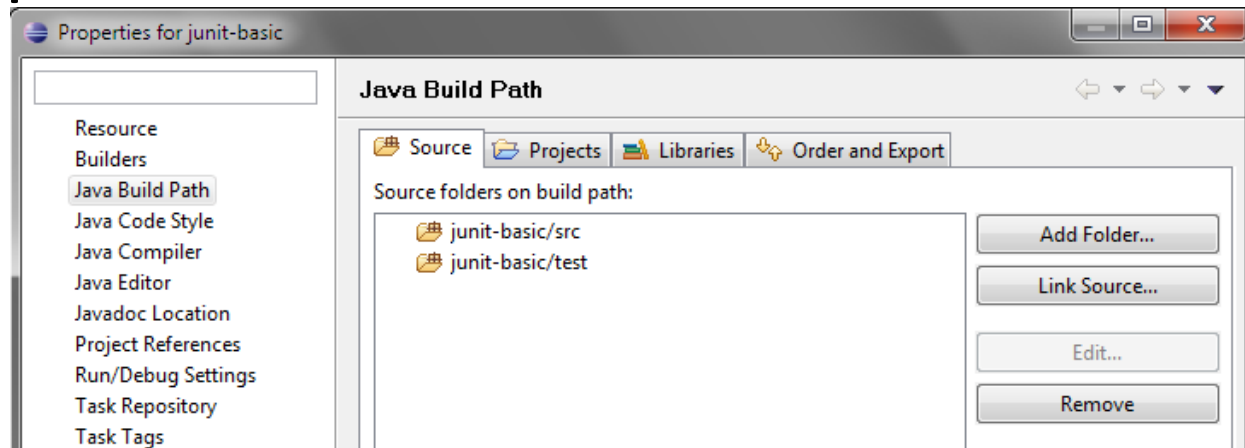 Properties for junit-basic
Java Build Path
Resource
Builders
Java Build Path
Java Code Style
Java Compiler
Java Editor
Javadoc Location
Project References
Run/Debug Settings
Task Repository
Task Tags
Source Projects Libraries Order and Export
Source folders on build path:
junit-basic/src
junit-basic/test
Add Folder...
Link Source...
Edit...
Remove